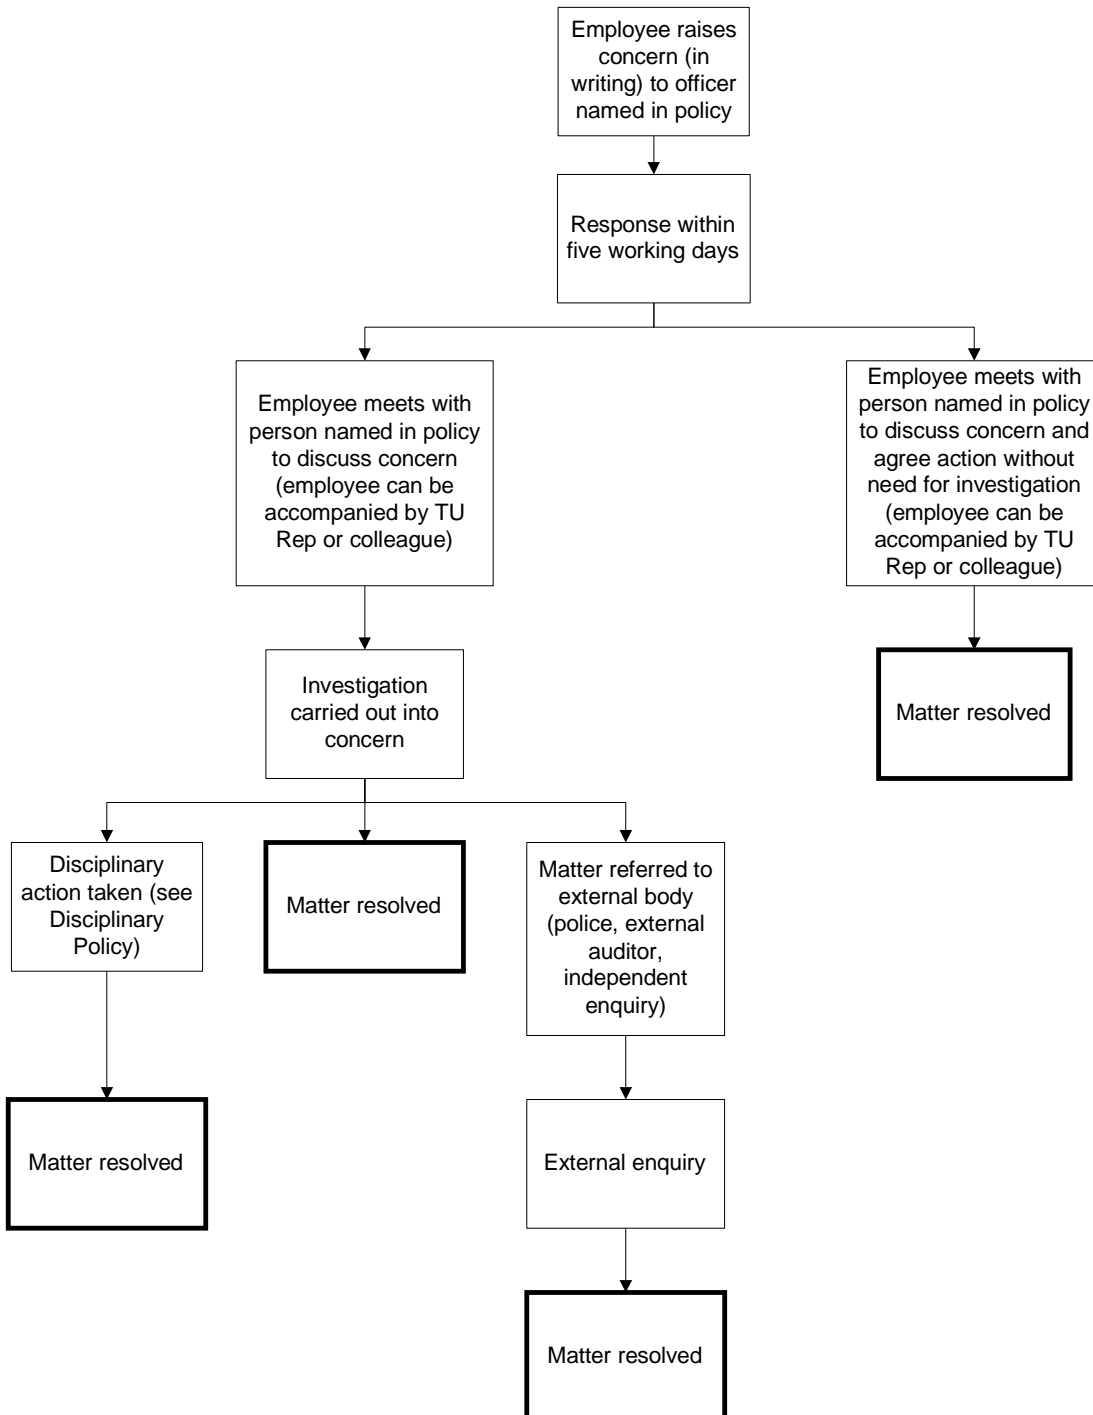 Employee raises
concern (in
writing) to officer
named in policy
Response within
five working days
Employee meets with
person named in policy
to discuss concern
(employee can be
accompanied by TU
Rep or colleague)
Employee meets with
person named in policy
to discuss concern and
agree action without
need for investigation
(employee can be
accompanied by TU
Rep or colleague)
Investigation
carried out into
concern
Matter resolved
Disciplinary
action taken (see
Disciplinary
Policy)
Matter resolved
Matter referred to
external body
(police, external
auditor,
independent
enquiry)
Matter resolved
External enquiry
Matter resolved